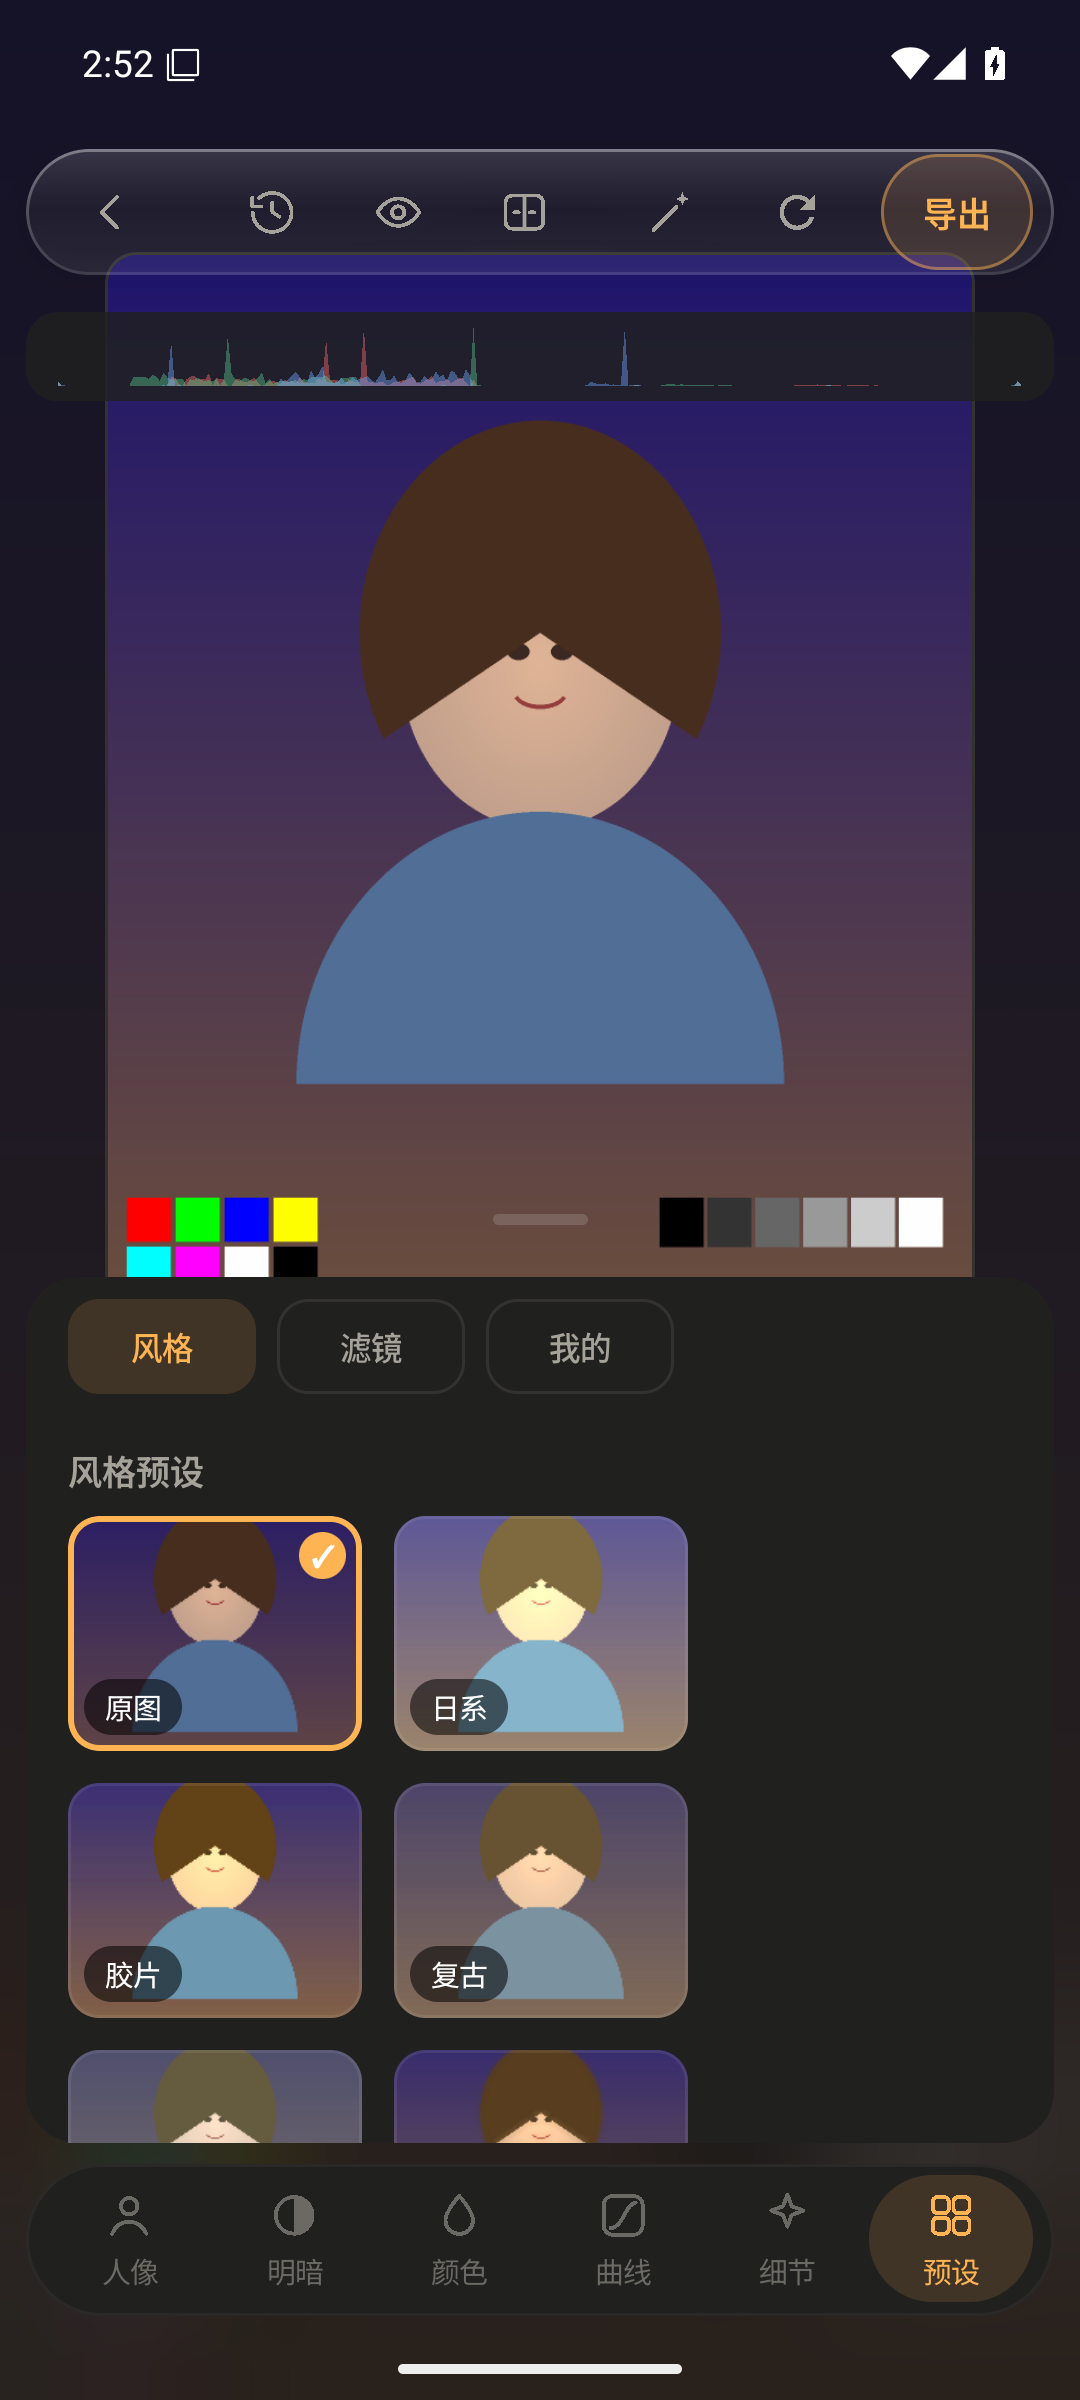 2:52
导出
风格
滤镜
我的
风格预设
原图
日系
胶片
复古
人像
明暗
颜色
曲线
细节
预设